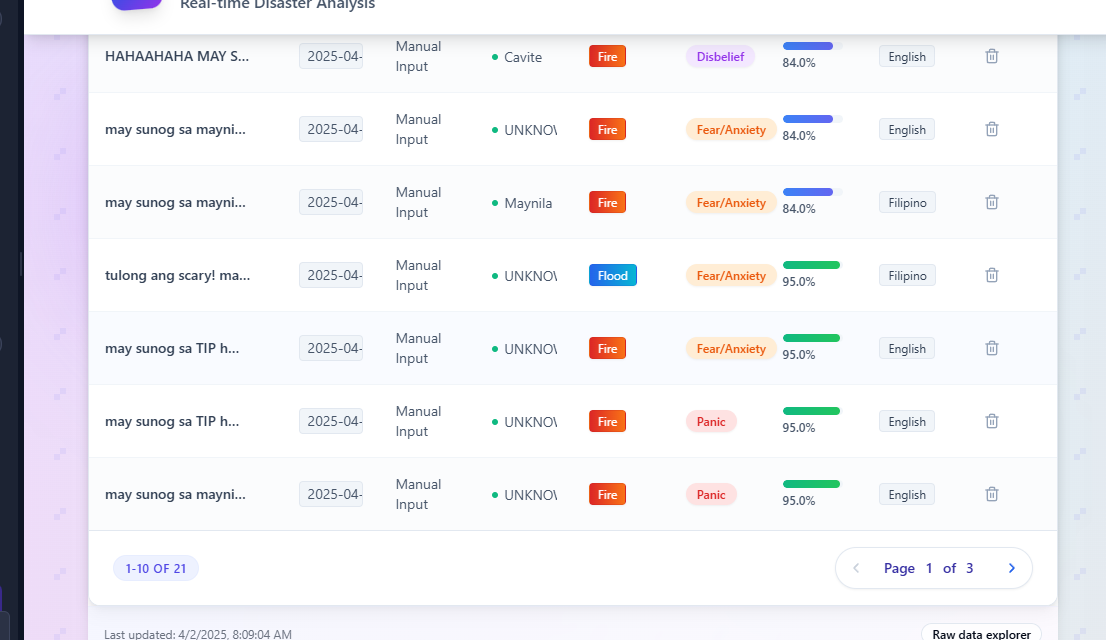 Real-time Disaster Analysis
HAHAAHAHA MAY S... 2025-04- Manual Input Cavite Fire Disbelief 84.0% English
may sunog sa mayni... 2025-04- Manual Input UNKNOW Fire Fear/Anxiety 84.0% English
may sunog sa mayni... 2025-04- Manual Input Maynila Fire Fear/Anxiety 84.0% Filipino
tulong ang scary! ma... 2025-04- Manual Input UNKNOW Flood Fear/Anxiety 95.0% Filipino
may sunog sa TIP h... 2025-04- Manual Input UNKNOW Fire Fear/Anxiety 95.0% English
may sunog sa TIP h... 2025-04- Manual Input UNKNOW Fire Panic 95.0% English
may sunog sa mayni... 2025-04- Manual Input UNKNOW Fire Panic 95.0% English
1-10 OF 21 Page 1 of 3
Last updated: 4/2/2025, 8:09:04 AM Raw data explorer